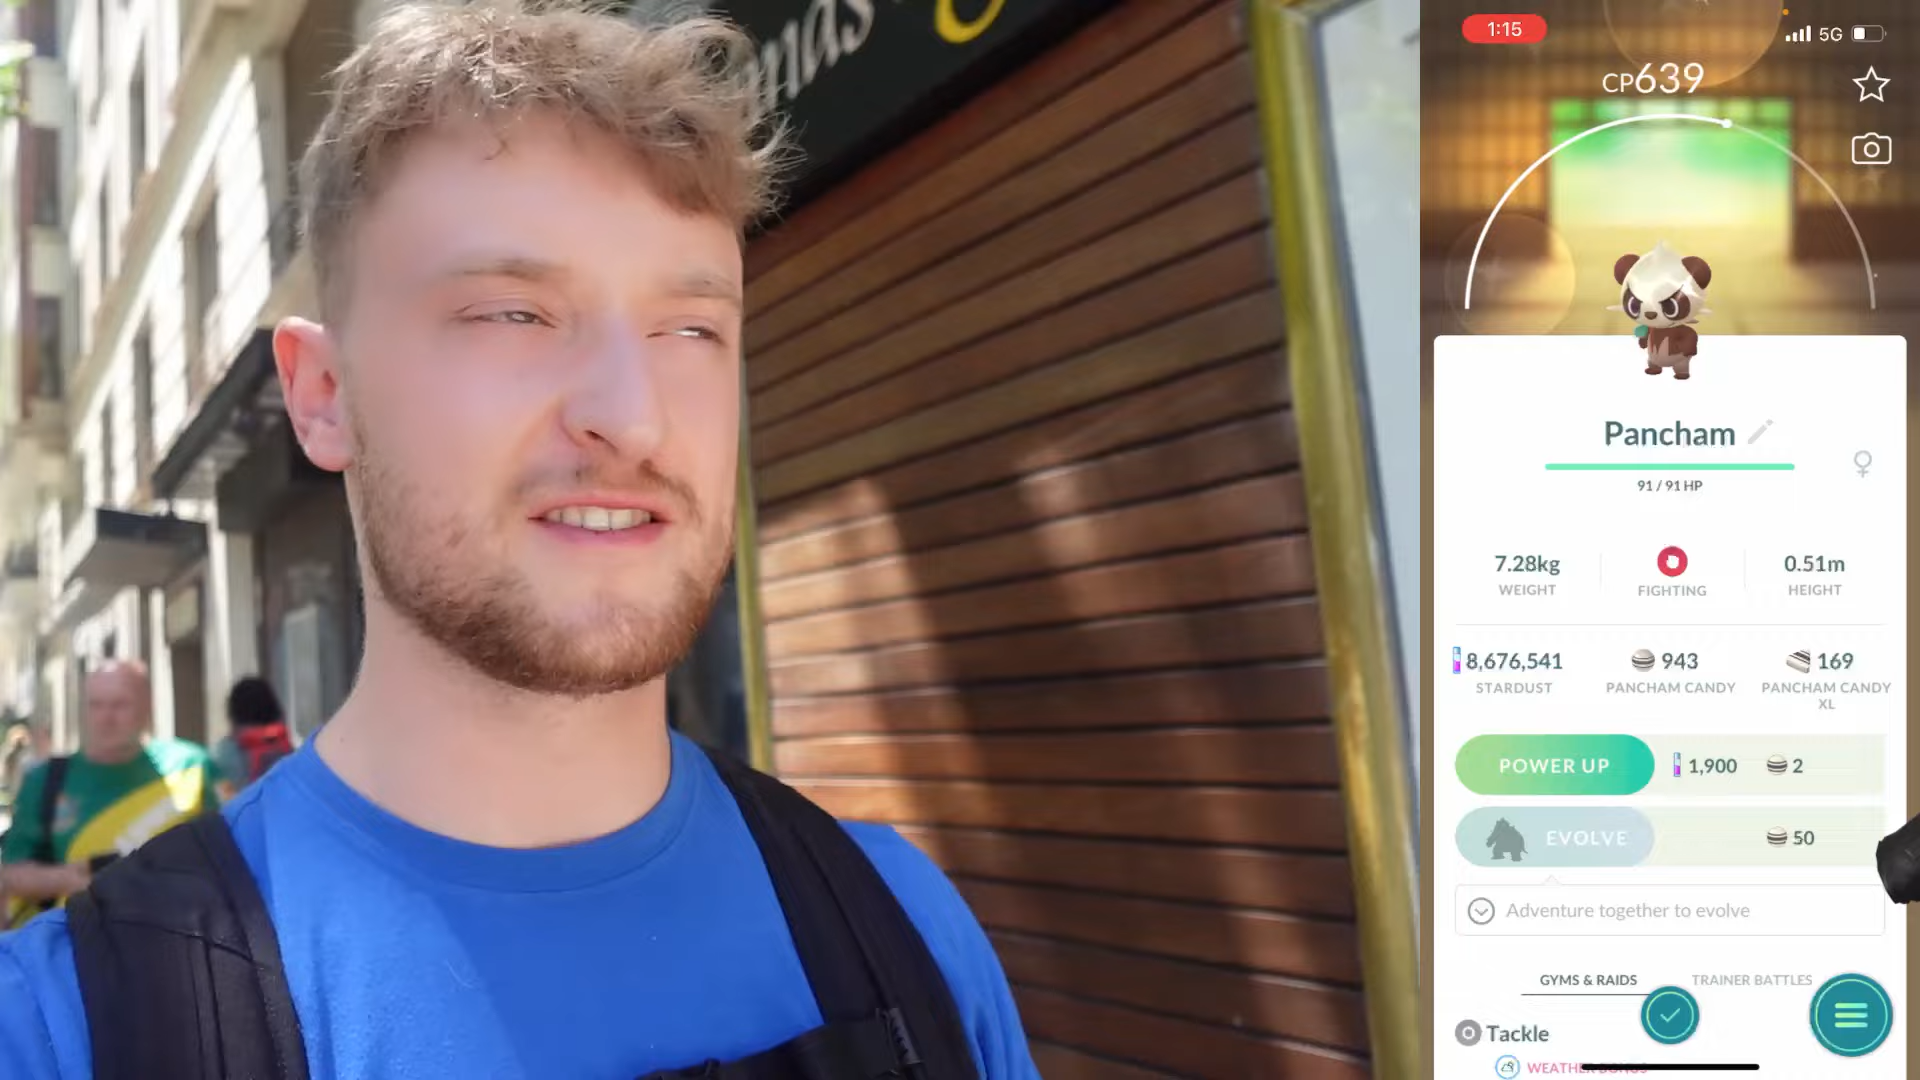 1:15
5G
CP639
Pancham
91 / 91 HP
7.28kg
WEIGHT
FIGHTING
0.51m
HEIGHT
8,676,541
STARDUST
943
PANCHAM CANDY
169
PANCHAM CANDY
XL
POWER UP
1,900
2
EVOLVE
50
Adventure together to evolve
GYMS & RAIDS
TRAINER BATTLES
Tackle